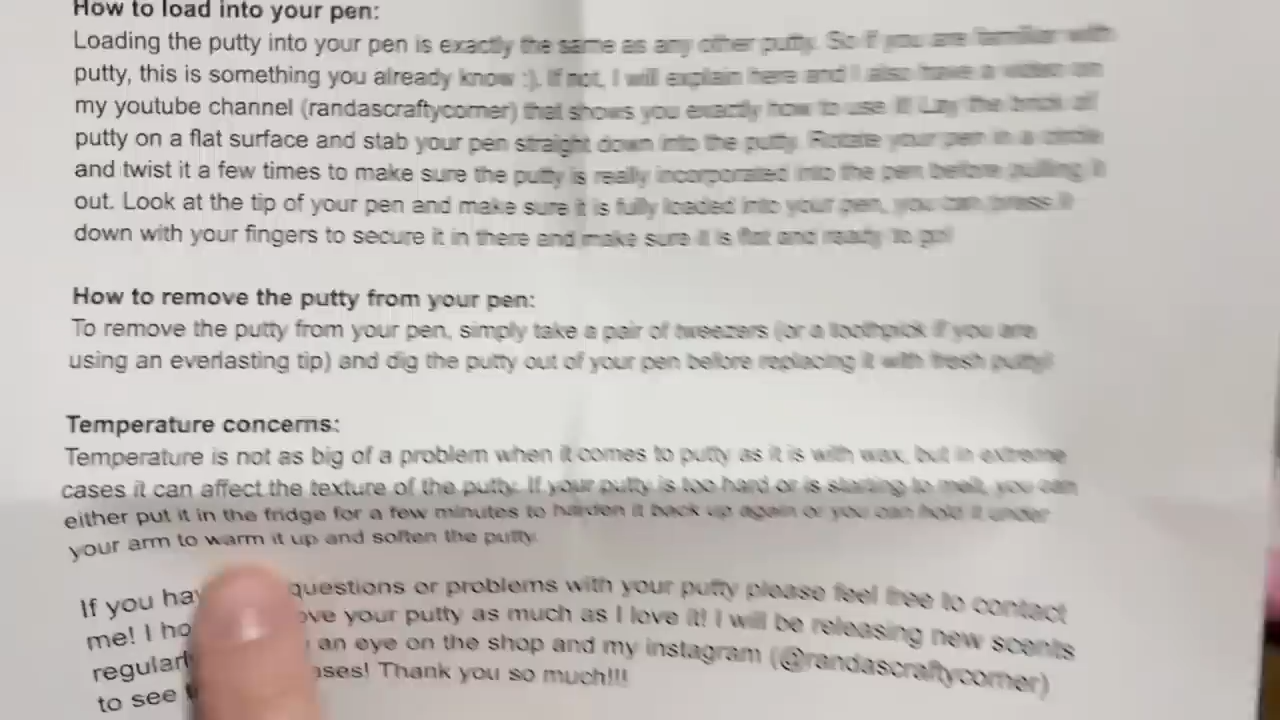 How to load into your pen:
Loading the putty into your pen is exactly the same as any other putty. So if you are familiar with
putty, this is something you already know :). If not, I will explain here and I also have a video on
my youtube channel (randascraftycorner) that shows you exactly how to use it! Lay the brick of
putty on a flat surface and stab your pen straight down into the putty. Rotate your pen in a circle
and twist it a few times to make sure the putty is really incorporated into the pen before pulling it
out. Look at the tip of your pen and make sure it is fully loaded into your pen, you can press it
down with your fingers to secure it in there and make sure it is flat and ready to go!
How to remove the putty from your pen:
To remove the putty from your pen, simply take a pair of tweezers (or a toothpick if you are
using an everlasting tip) and dig the putty out of your pen before replacing it with fresh putty!
Temperature concerns:
Temperature is not as big of a problem when it comes to putty as it is with wax, but in extreme
cases it can affect the texture of the putty. If your putty is too hard or is starting to melt, you can
either put it in the fridge for a few minutes to harden it back up again or you can hold it under
your arm to warm it up and soften the putty.
If you questions or problems with your putty please feel free to contact
me! I your putty as much as I love it! I will be releasing new scents
an eye on the shop and my instagram (@randascraftycorner)
to see Thank you so much!!!